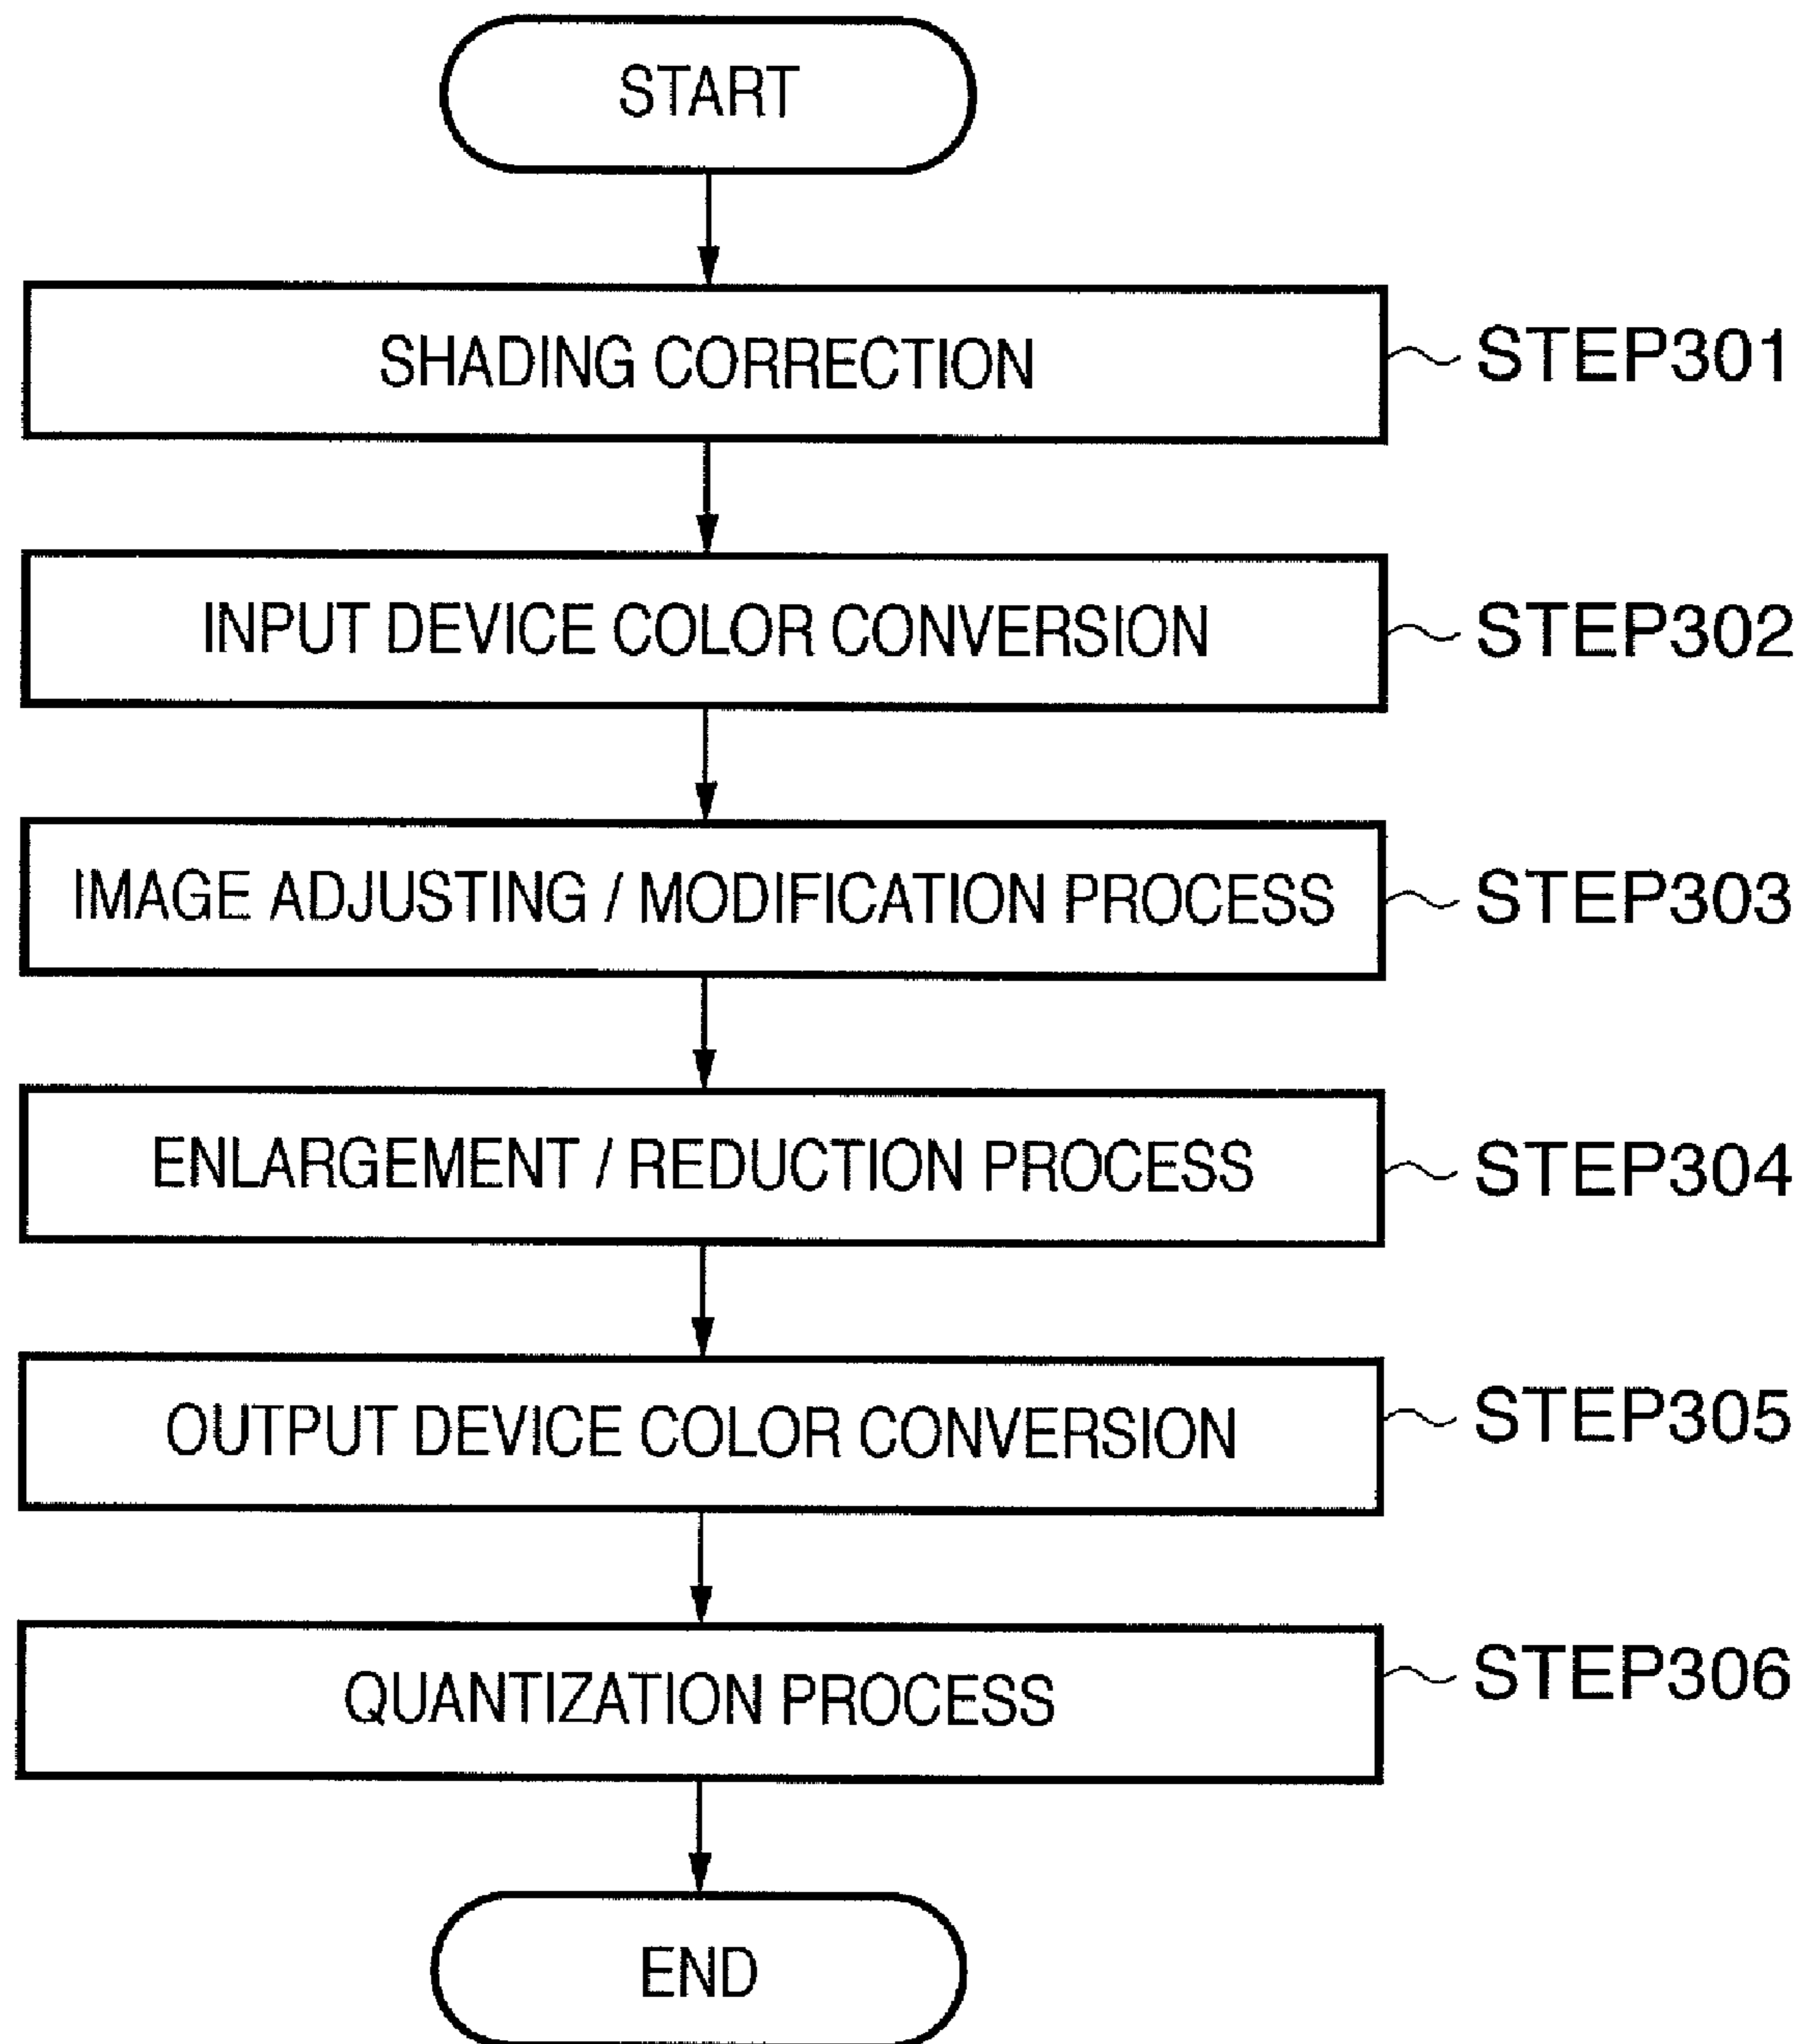 START
SHADING CORRECTION
STEP301
INPUT DEVICE COLOR CONVERSION
STEP302
IMAGE ADJUSTING / MODIFICATION PROCESS
STEP303
ENLARGEMENT / REDUCTION PROCESS
STEP304
OUTPUT DEVICE COLOR CONVERSION
STEP305
QUANTIZATION PROCESS
STEP306
END